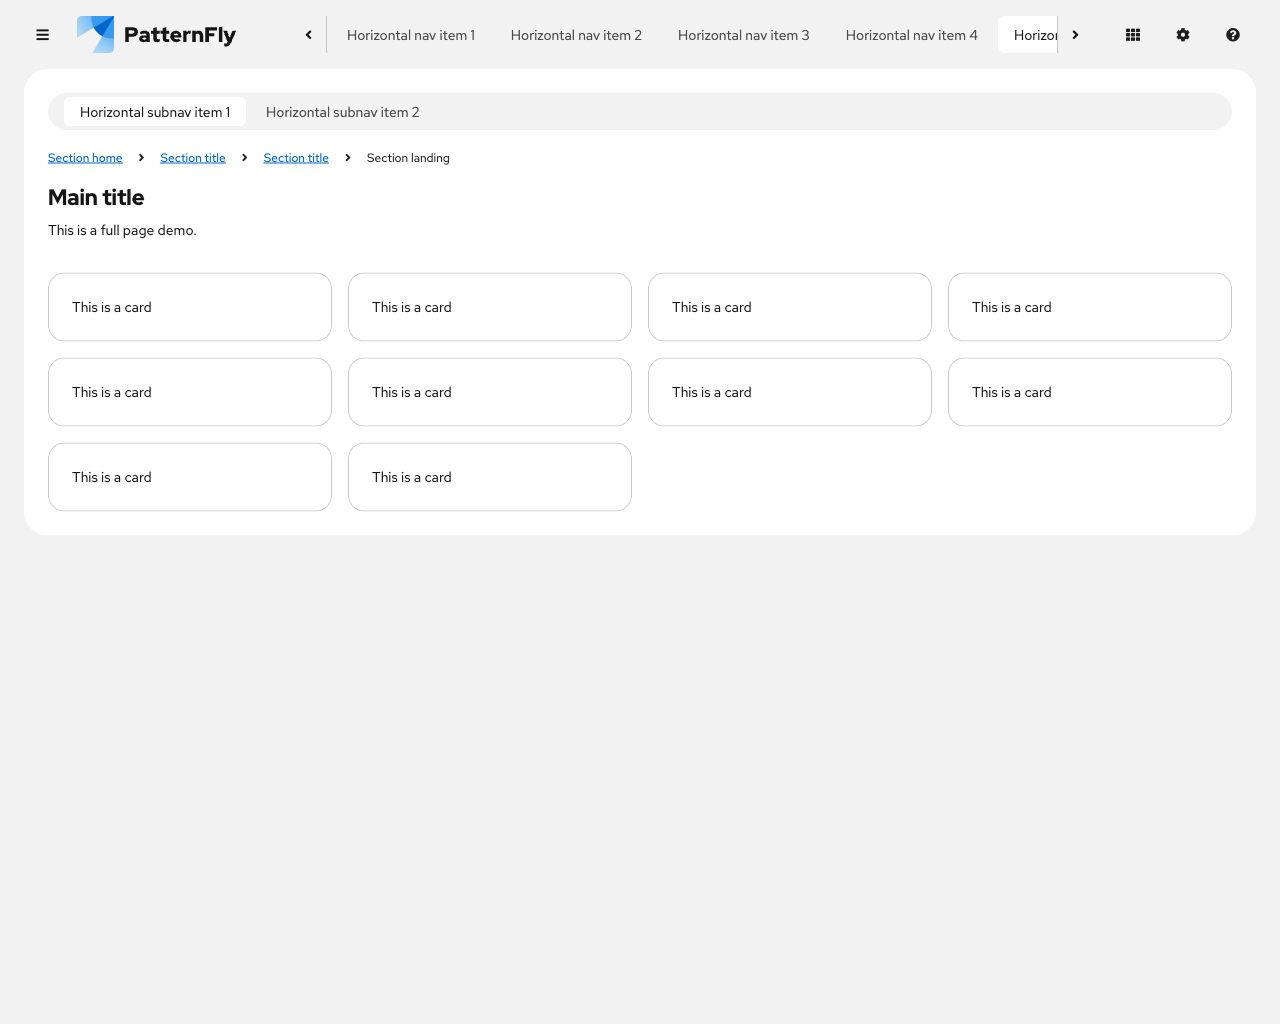 PatternFly
Horizontal nav item 1
Horizontal nav item 2
Horizontal nav item 3
Horizontal nav item 4
Horizon
Horizontal subnav item 1
Horizontal subnav item 2
Section home
Section title
Section title
Section landing
Main title
This is a full page demo.
This is a card
This is a card
This is a card
This is a card
This is a card
This is a card
This is a card
This is a card
This is a card
This is a card